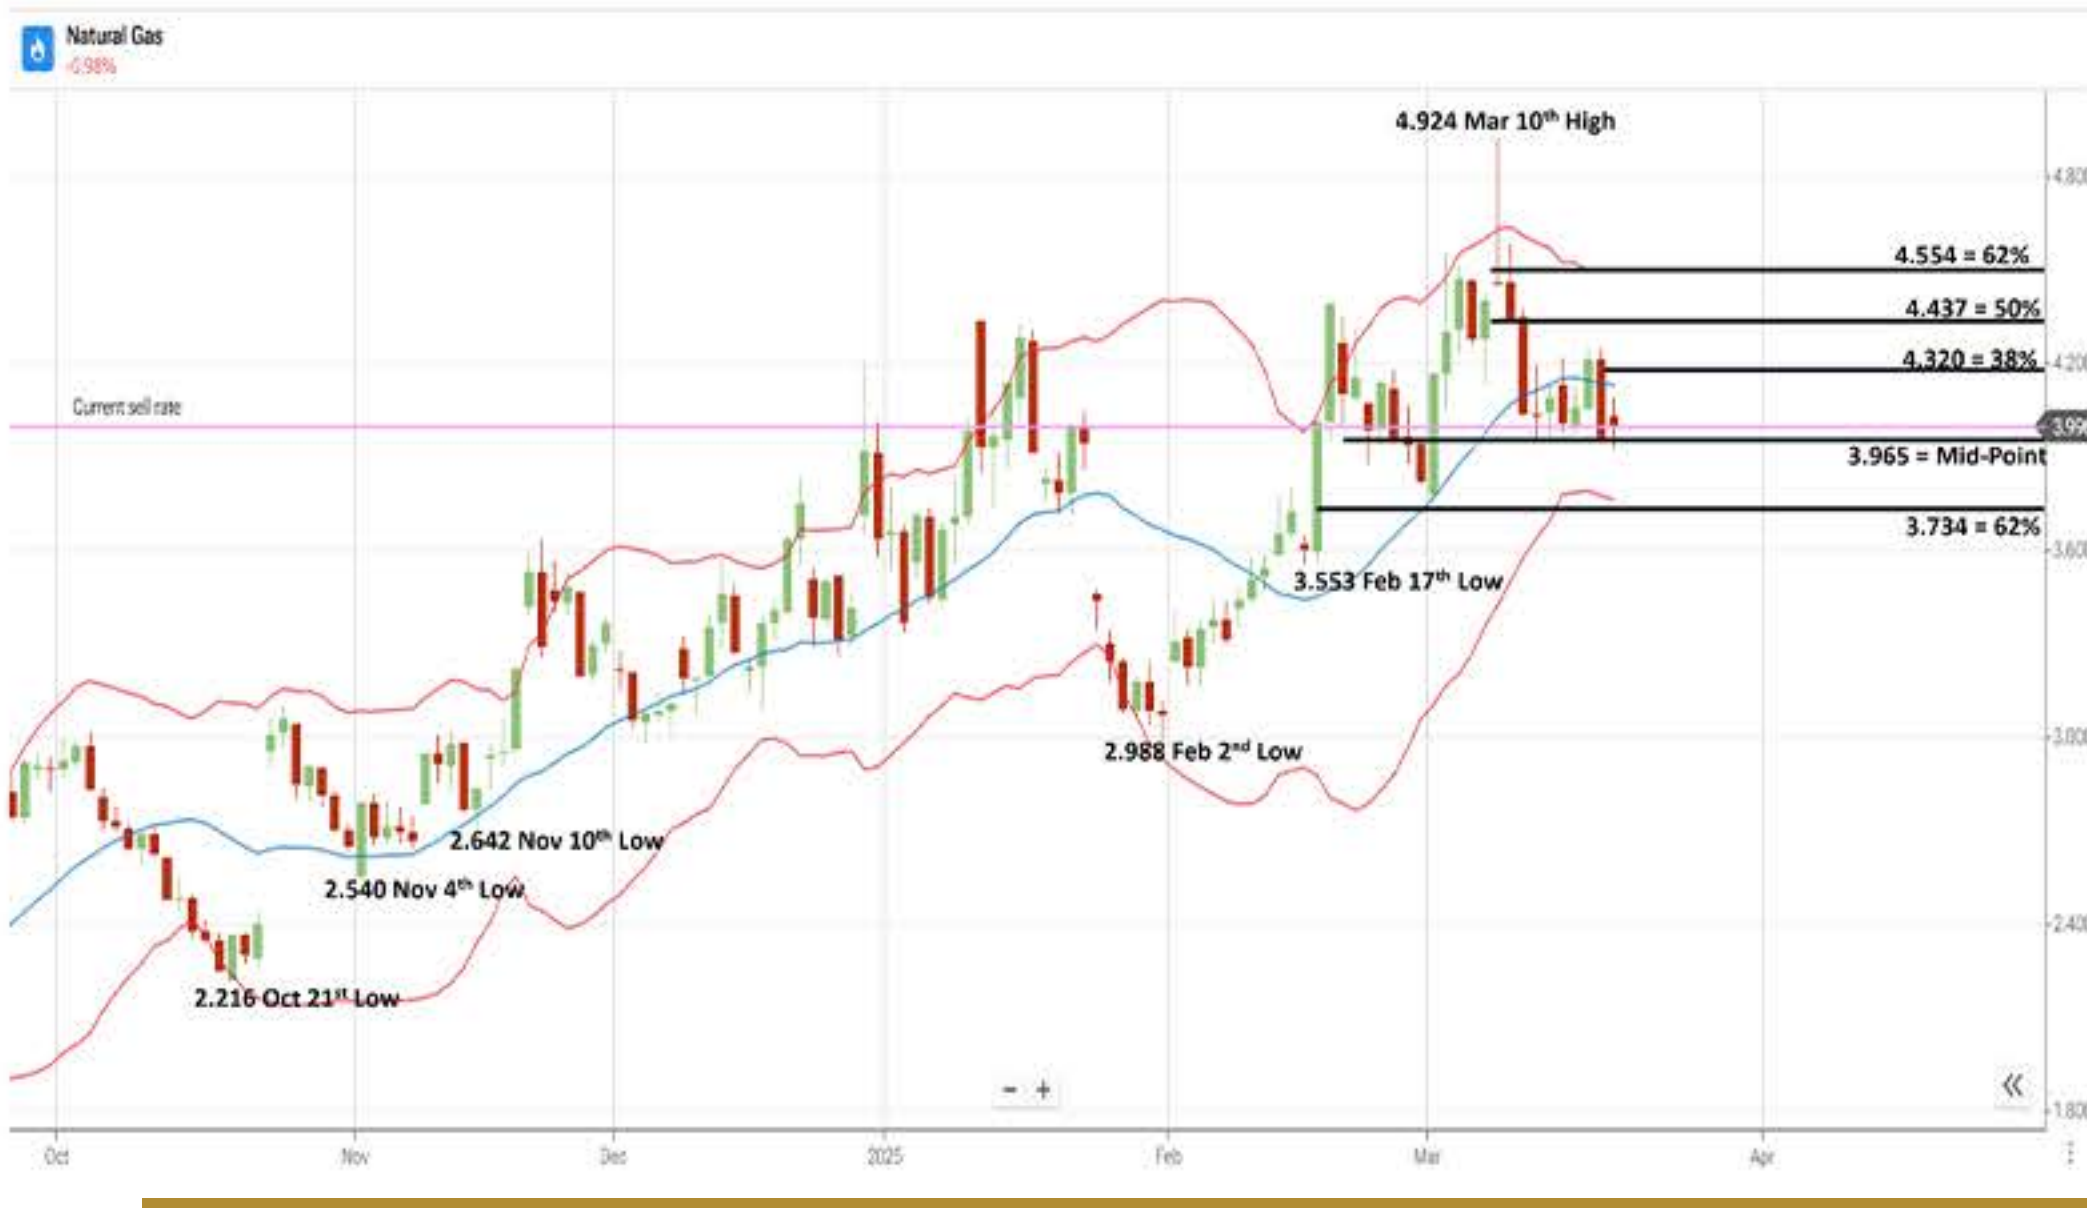 Natural Gas
-0.98%
4.924 Mar 10th High
4.800
4.554 = 62%
4.437 = 50%
4.320 = 38%
4.200
Current sell rate
3.99
3.965 = Mid-Point
3.734 = 62%
3.600
3.553 Feb 17th Low
2.988 Feb 2nd Low
3.000
2.642 Nov 10th Low
2.540 Nov 4th Low
2.400
2.216 Oct 21st Low
- +
«
1.800
Oct Nov Dec 2025 Feb Mar Apr